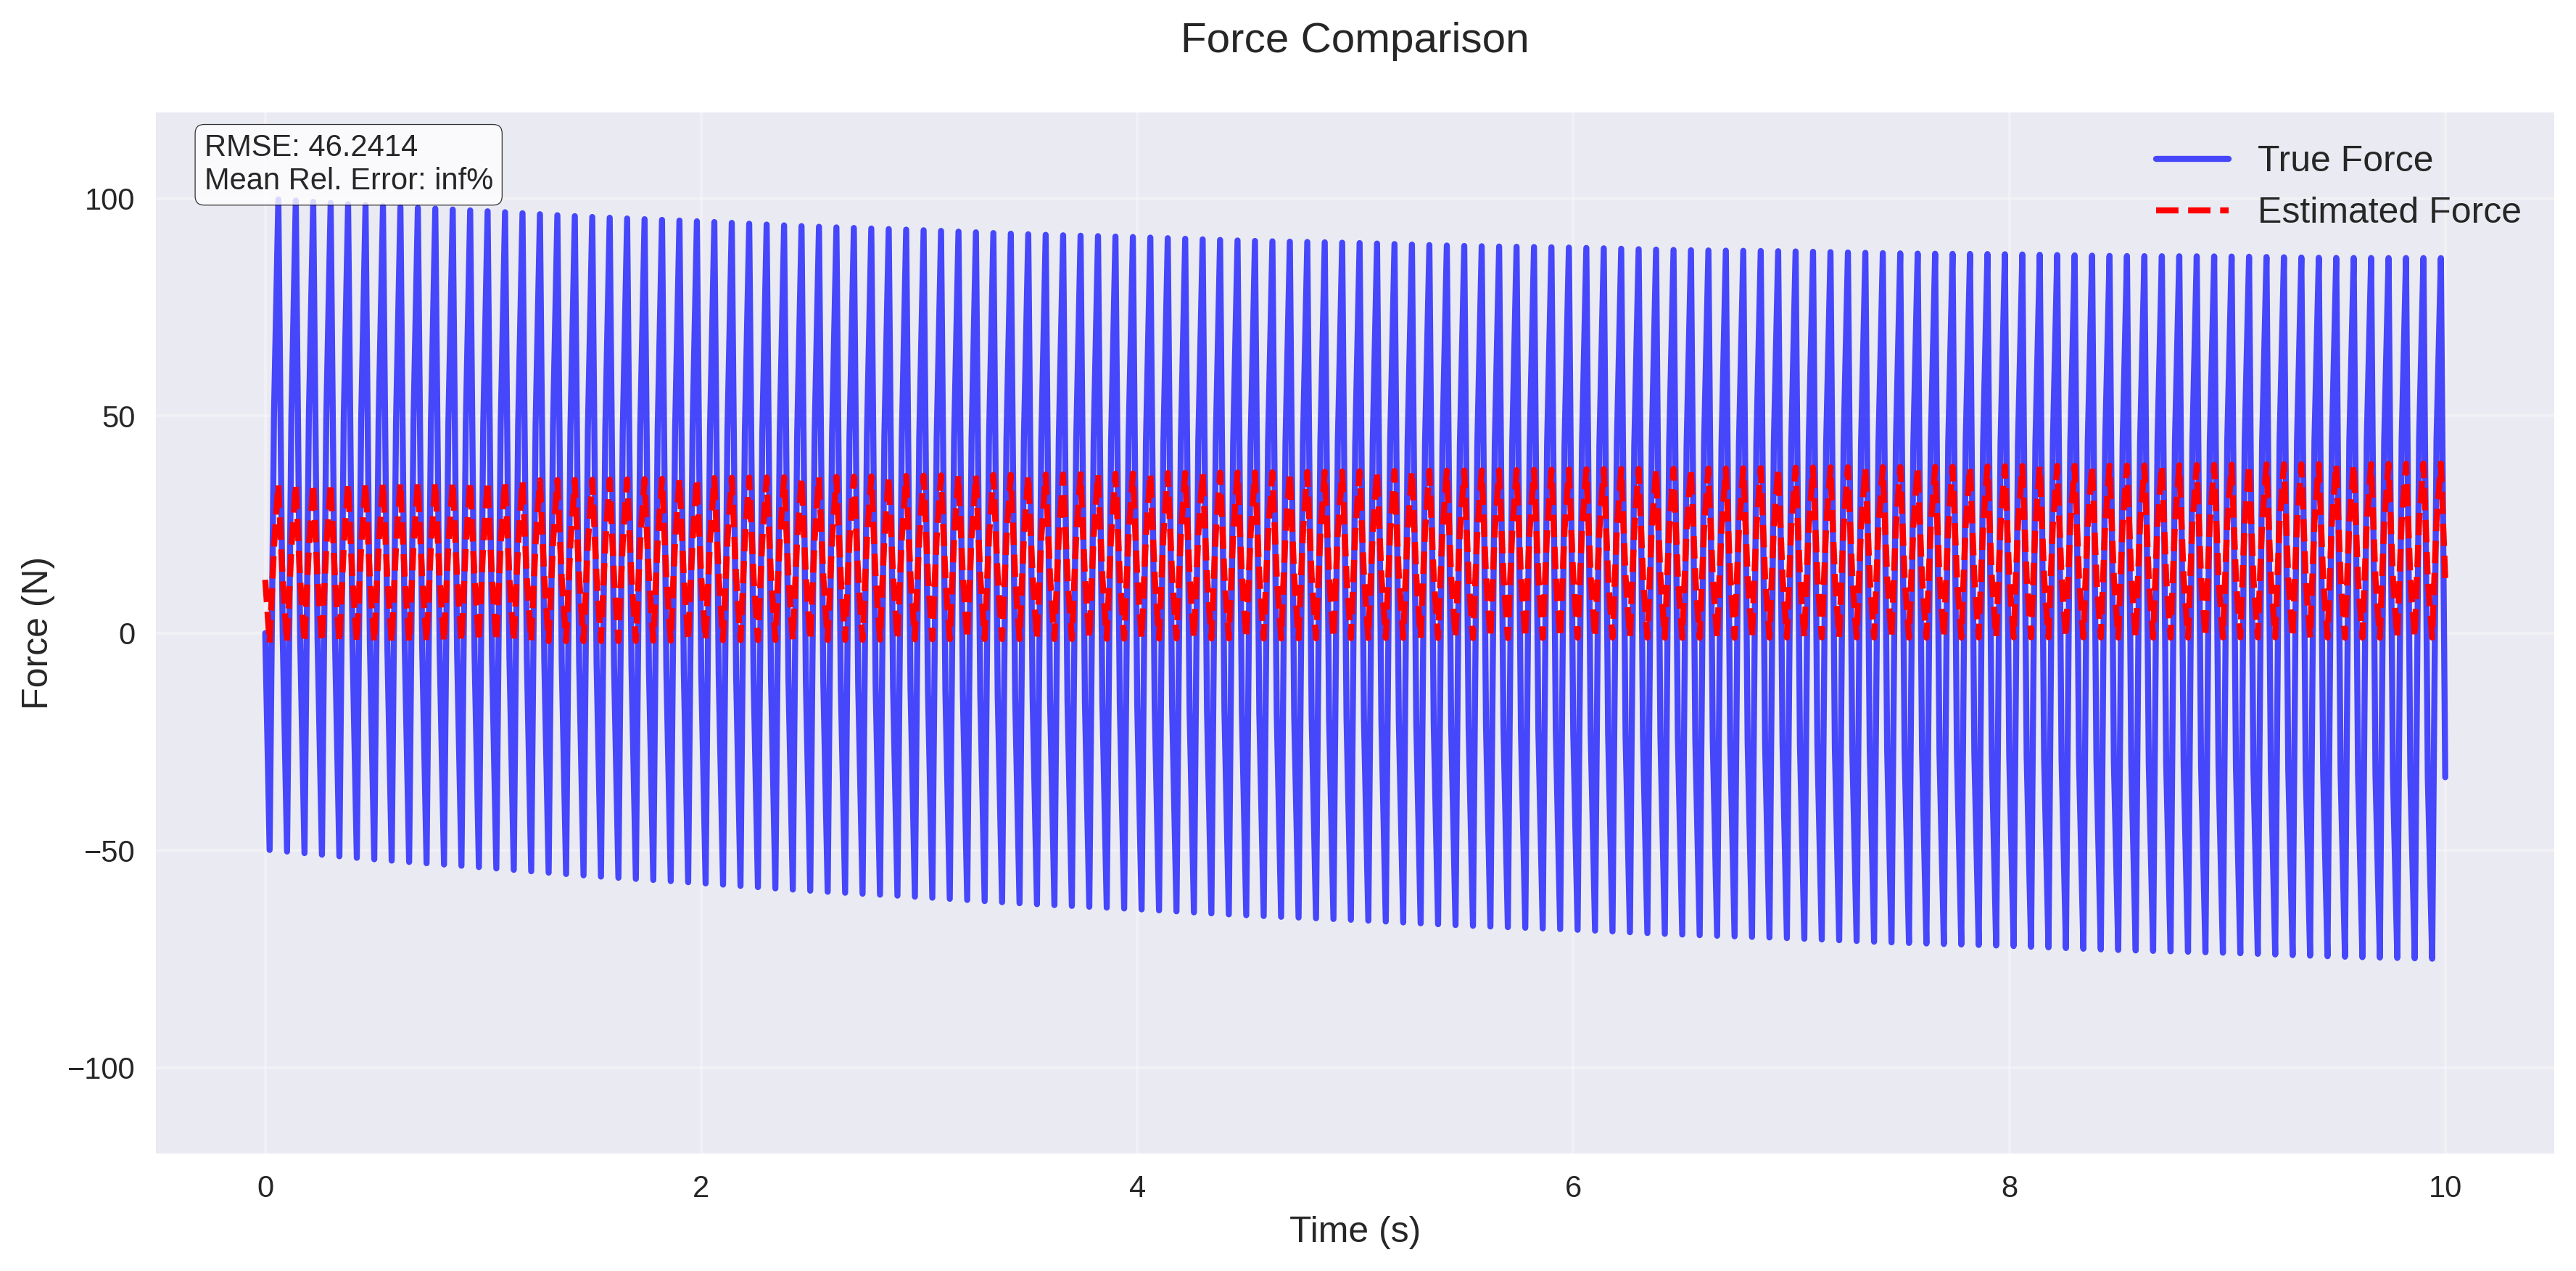 Force Comparison
RMSE: 46.2414
Mean Rel. Error: inf%
True Force
Estimated Force
100
50
0
−50
−100
Force (N)
0 2 4 6 8 10
Time (s)